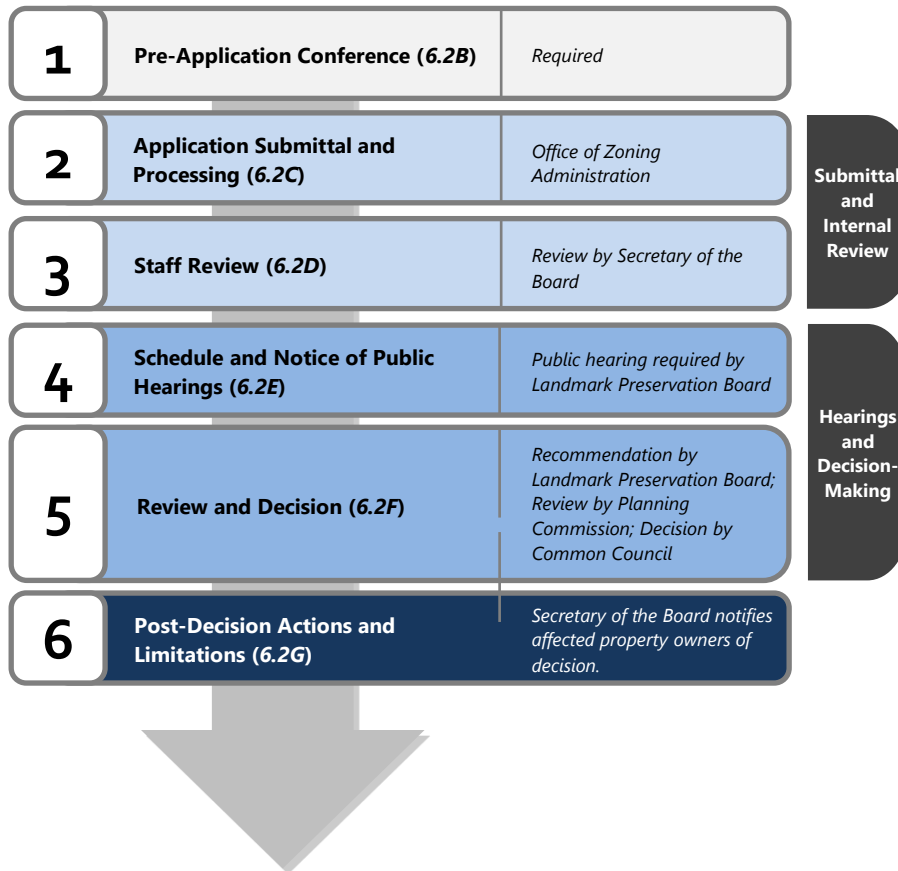 1
Pre-Application Conference (6.2B)
Required
2
Application Submittal and
Processing (6.2C)
Office of Zoning
Administration
3
Staff Review (6.2D)
Review by Secretary of the
Board
Submittal
and
Internal
Review
4
Schedule and Notice of Public
Hearings (6.2E)
Public hearing required by
Landmark Preservation Board
5
Review and Decision (6.2F)
Recommendation by
Landmark Preservation Board;
Review by Planning
Commission; Decision by
Common Council
Hearings
and
Decision-
Making
6
Post-Decision Actions and
Limitations (6.2G)
Secretary of the Board notifies
affected property owners of
decision.